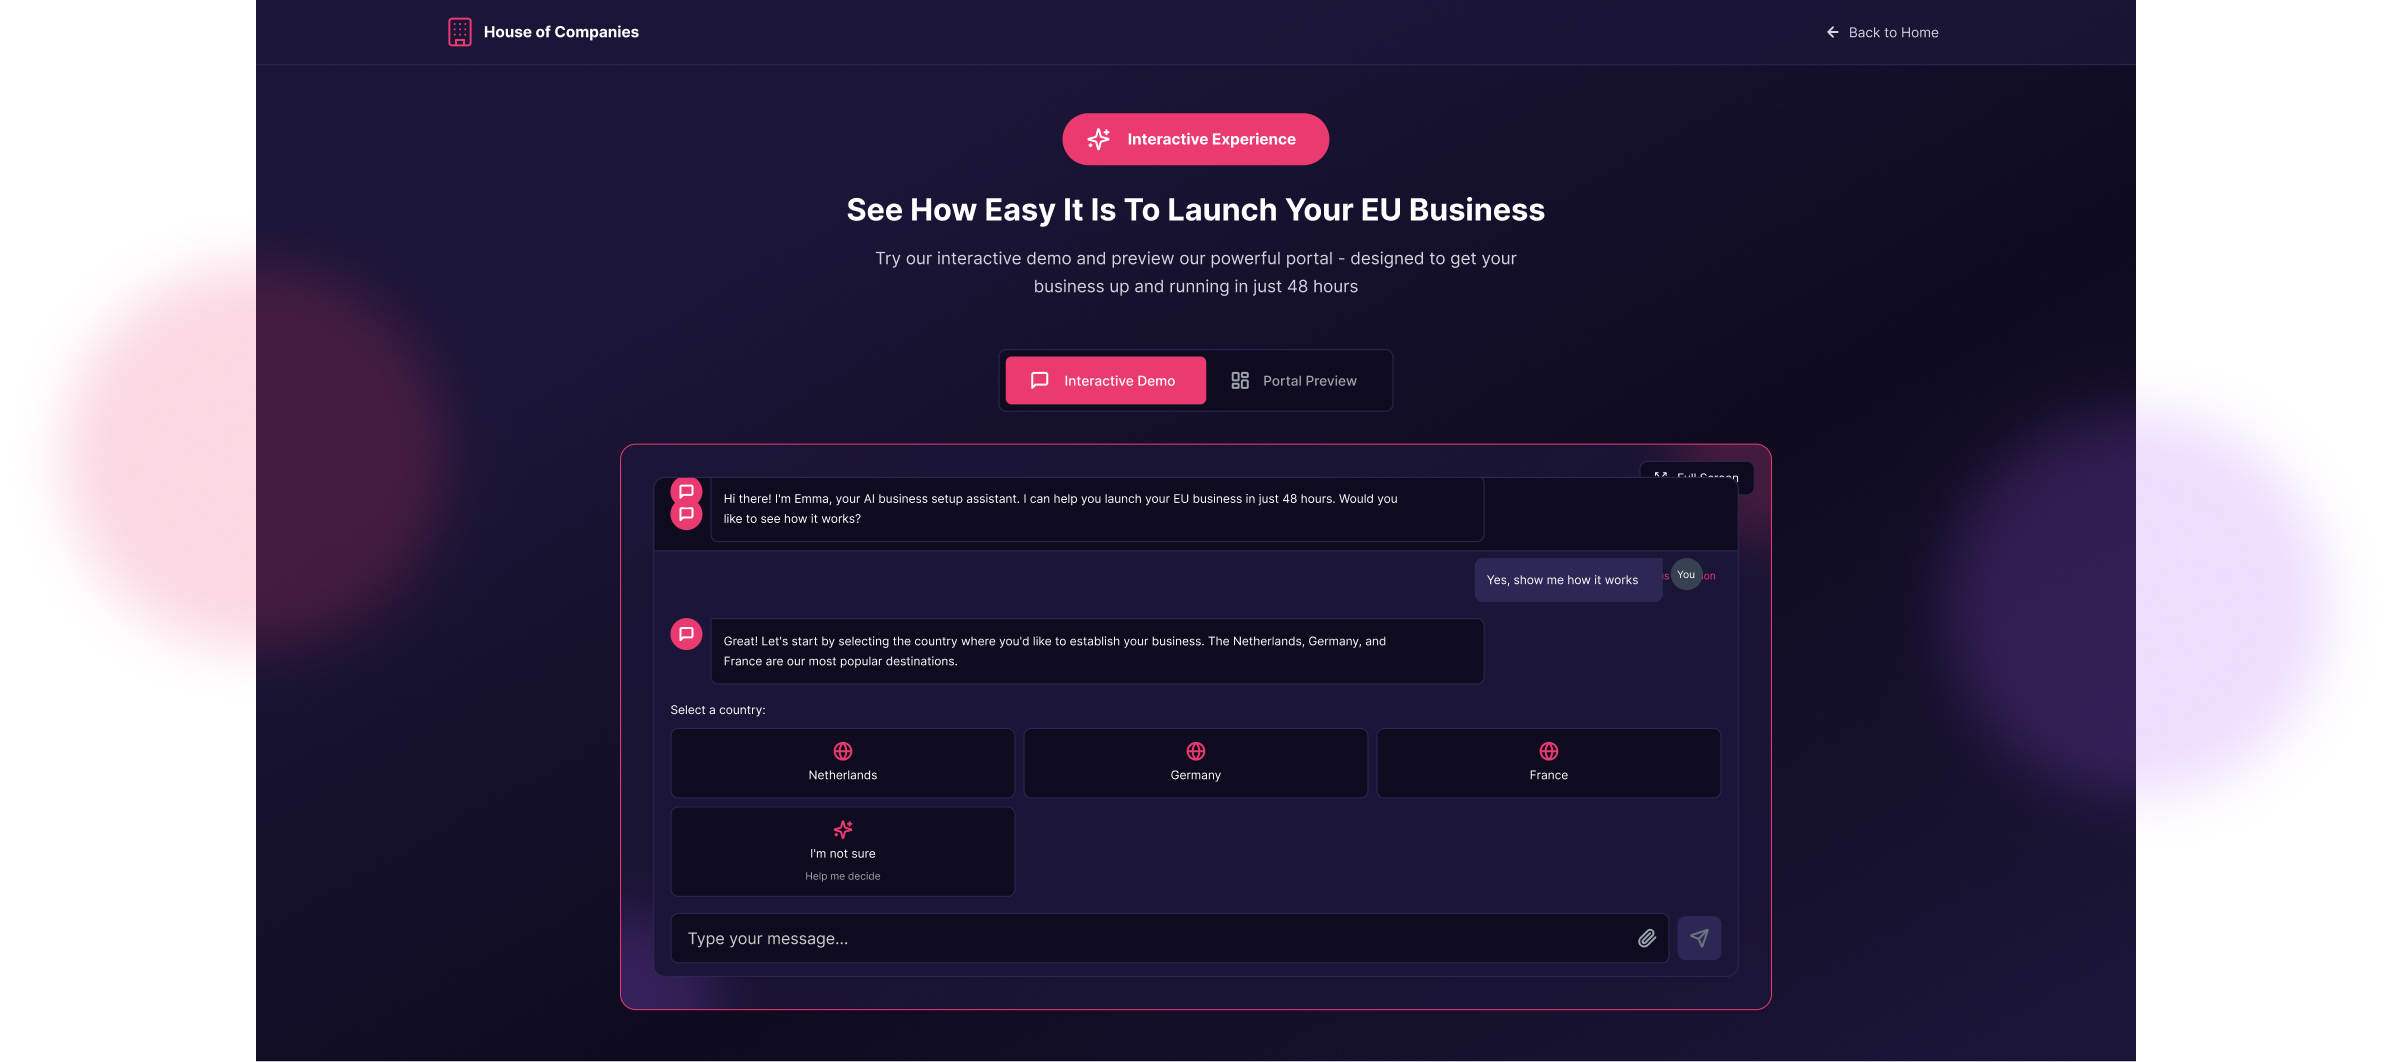 House of Companies
Back to Home
Interactive Experience
See How Easy It Is To Launch Your EU Business
Try our interactive demo and preview our powerful portal - designed to get your
business up and running in just 48 hours
Interactive Demo
Portal Preview
Full Screen
Hi there! I'm Emma, your AI business setup assistant. I can help you launch your EU business in just 48 hours. Would you
like to see how it works?
Yes, show me how it works
You
Great! Let's start by selecting the country where you'd like to establish your business. The Netherlands, Germany, and
France are our most popular destinations.
Select a country:
Netherlands
Germany
France
I'm not sure
Help me decide
Type your message...